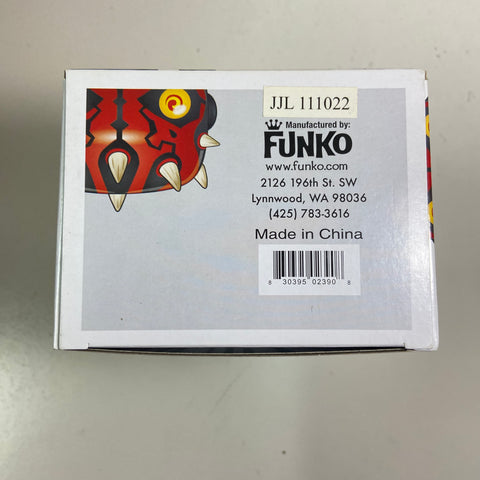 JJL 111022
Manufactured by:
FUNKO
www.funko.com
2126 196th St. SW
Lynnwood, WA 98036
(425) 783-3616
Made in China
8 30395 02390 8